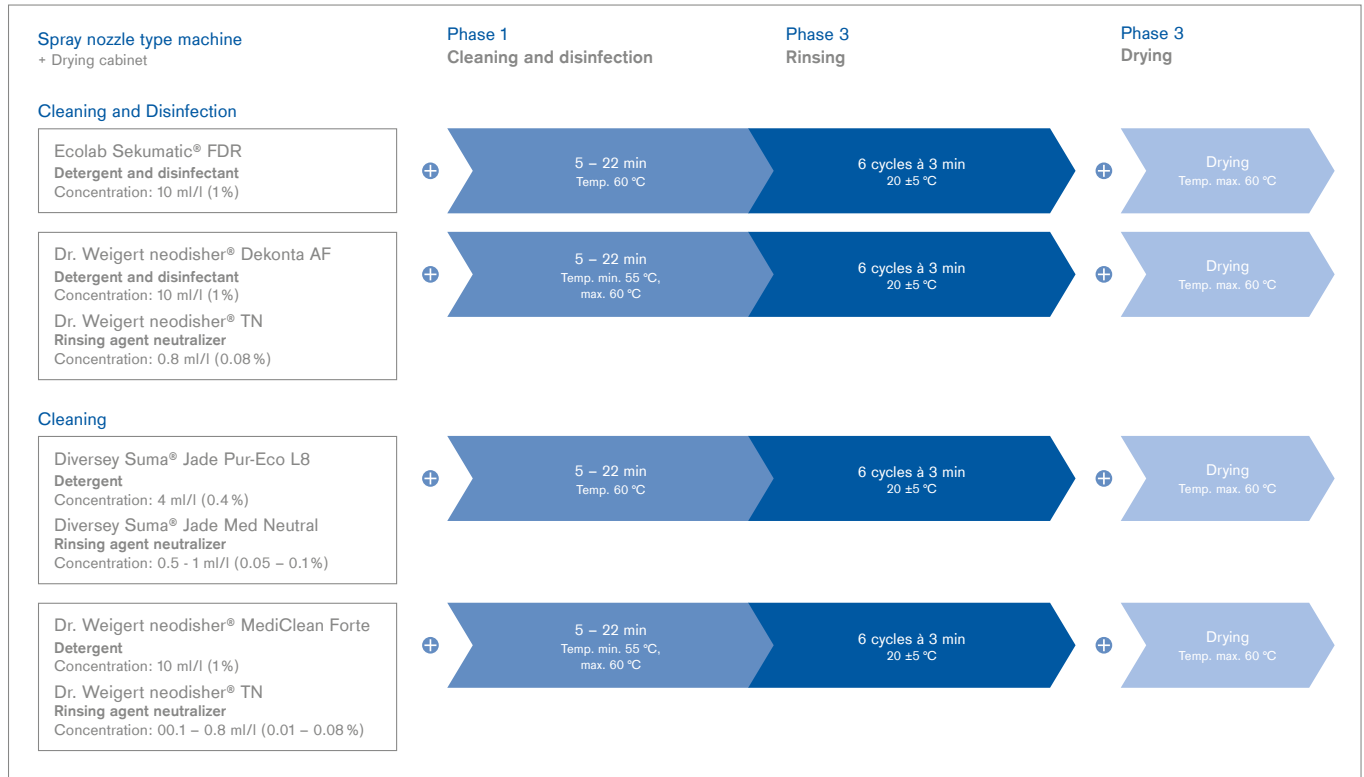 Spray nozzle type machine
+ Drying cabinet
Phase 1
Cleaning and disinfection
Phase 3
Rinsing
Phase 3
Drying
Cleaning and Disinfection
Ecolab Sekumatic® FDR
Detergent and disinfectant
Concentration: 10 ml/l (1%)
5 – 22 min
Temp. 60 °C
6 cycles à 3 min
20 ±5 °C
Drying
Temp. max. 60 °C
Dr. Weigert neodisher® Dekonta AF
Detergent and disinfectant
Concentration: 10 ml/l (1%)
Dr. Weigert neodisher® TN
Rinsing agent neutralizer
Concentration: 0.8 ml/l (0.08 %)
5 – 22 min
Temp. min. 55 °C,
max. 60 °C
6 cycles à 3 min
20 ±5 °C
Drying
Temp. max. 60 °C
Cleaning
Diversey Suma® Jade Pur-Eco L8
Detergent
Concentration: 4 ml/l (0.4 %)
Diversey Suma® Jade Med Neutral
Rinsing agent neutralizer
Concentration: 0.5 - 1 ml/l (0.05 – 0.1%)
5 – 22 min
Temp. 60 °C
6 cycles à 3 min
20 ±5 °C
Drying
Temp. max. 60 °C
Dr. Weigert neodisher® MediClean Forte
Detergent
Concentration: 10 ml/l (1%)
Dr. Weigert neodisher® TN
Rinsing agent neutralizer
Concentration: 00.1 – 0.8 ml/l (0.01 – 0.08 %)
5 – 22 min
Temp. min. 55 °C,
max. 60 °C
6 cycles à 3 min
20 ±5 °C
Drying
Temp. max. 60 °C